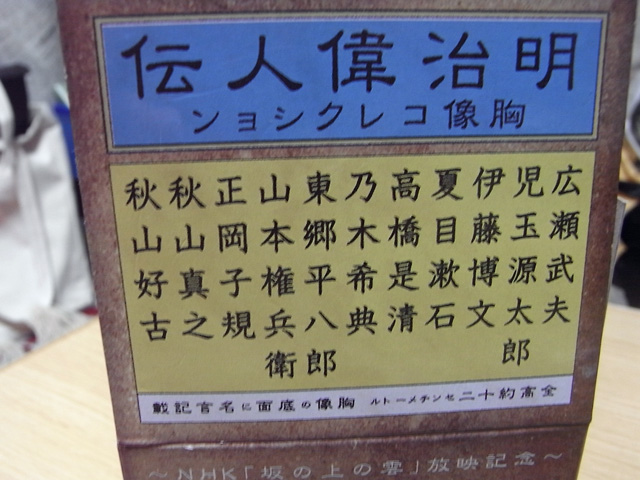 明治偉人伝
胸像コレクション
広瀬武夫
児玉源太郎
伊藤博文
夏目漱石
高橋是清
乃木希典
東郷平八郎
山本権兵衛
正岡子規
秋山真之
秋山好古
全高約十二センチメートル 胸像の底面に名言記載
～NHK「坂の上の雲」放映記念～